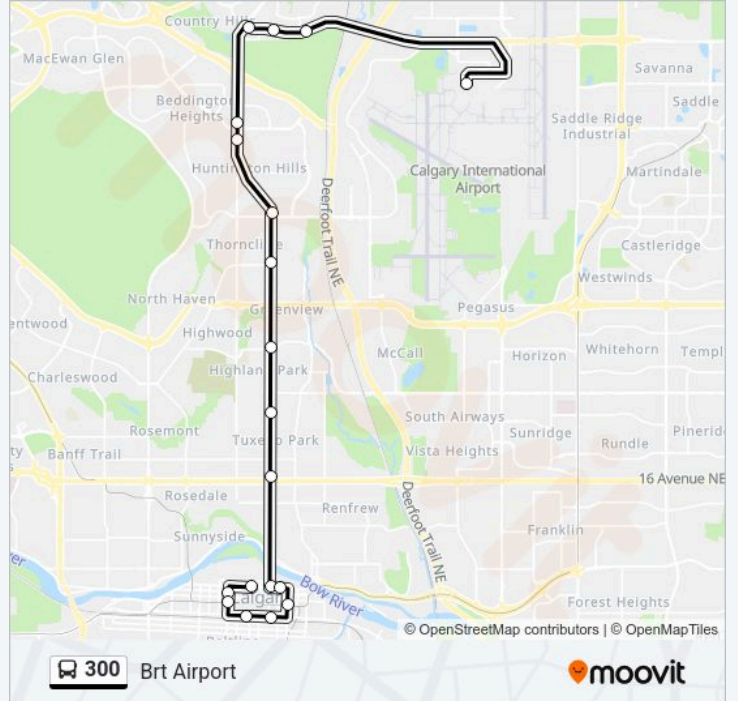 Country Hill
MacEwan Glen
Savanna
Beddington
Heights
Saddle
Saddle Ridge
Industrial
Huntington Hills
Calgary International
Airport
Martindale
Deerfoot Trail NE
Thorncliffe
Castleridge
Westwinds
North Haven
Greenview
Pegasus
entwood
Highwood
McCall
Horizon
Whitehorn
Templ
Charleswood
Highland Park
South Airways
Rosemont
Tuxedo Park
Sunridge
Rundle
Pinerid
ty
Banff Trail
Vista Heights
16 Avenue NE
Rosedale
Renfrew
Deerfoot Trail NE
Sunnyside
Franklin
ver
Bow River
Calgary
Forest Heights
© OpenStreetMap contributors | © OpenMapTiles
300 Brt Airport
moovit